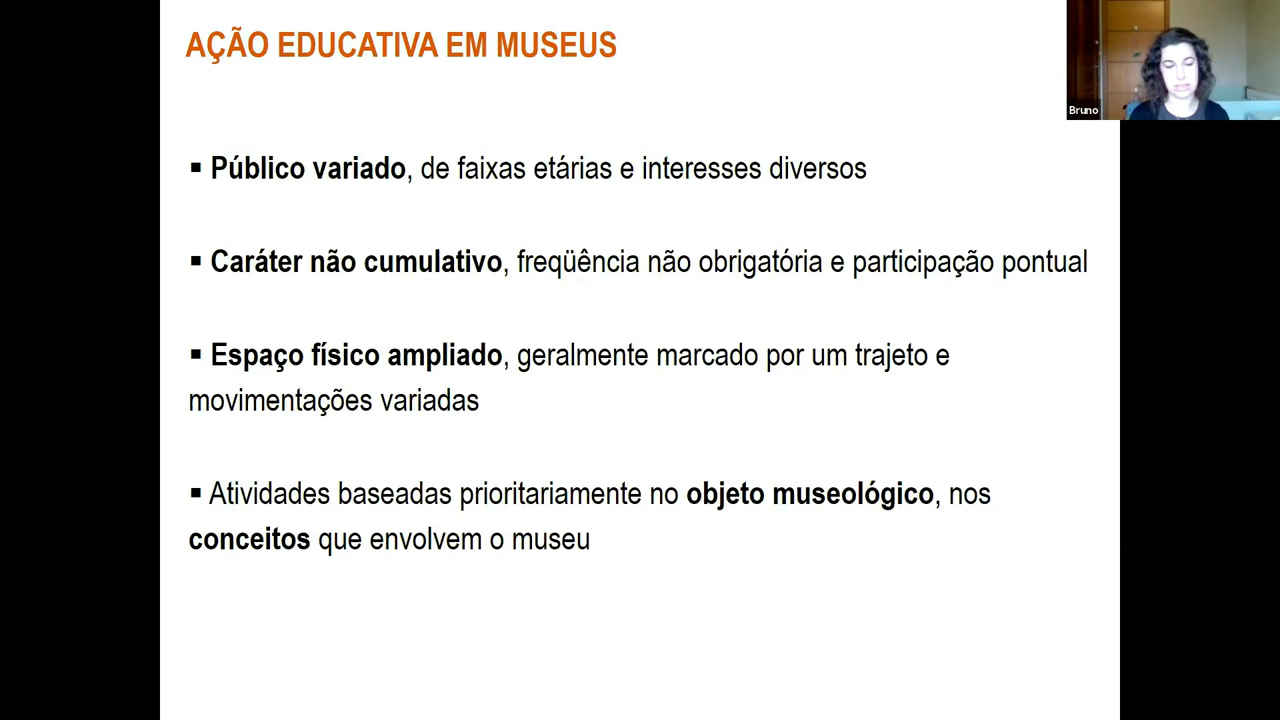 AÇÃO EDUCATIVA EM MUSEUS
Bruno
▪ Público variado, de faixas etárias e interesses diversos
▪ Caráter não cumulativo, freqüência não obrigatória e participação pontual
▪ Espaço físico ampliado, geralmente marcado por um trajeto e
movimentações variadas
▪ Atividades baseadas prioritariamente no objeto museológico, nos
conceitos que envolvem o museu